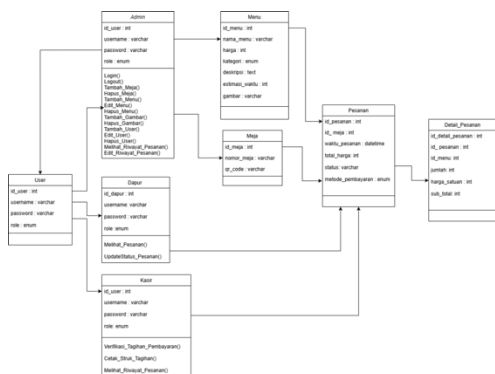 Admin
id_user : int
username : varchar
password : varchar
role : enum
Login()
Logout()
Tambah_Meja()
Hapus_Meja()
Tambah_Menu()
Edit_Menu()
Hapus_Menu()
Tambah_Gambar()
Hapus_Gambar()
Tambah_User()
Edit_User()
Hapus_User()
Melihat_Riwayat_Pesanan()
Edit_Riwayat_Pesanan()
Menu
id_menu : int
nama_menu : varchar
harga : int
kategori : enum
deskripsi : text
estimasi_waktu : int
gambar : varchar
Meja
id_meja : int
nomor_meja : varchar
qr_code : varchar
Pesanan
id_pesanan : int
id_ meja : int
waktu_pesanan : datetime
total_harga: int
status : varchar
metode_pembayaran : enum
Detail_Pesanan
id_detail_pesanan : int
id_ pesanan : int
id_menu : int
jumlah : int
harga_satuan : int
sub_total: int
User
id_user : int
username : varchar
password : varchar
role : enum
Dapur
id_dapur : int
username : varchar
password : varchar
role: enum
Melihat_Pesanan()
UpdateStatus_Pesanan()
Kasir
id_user : int
username : varchar
password : varchar
role: enum
Verifikasi_Tagihan_Pembayaran()
Cetak_Struk_Tagihan()
Melihat_Riwayat_Pesanan()